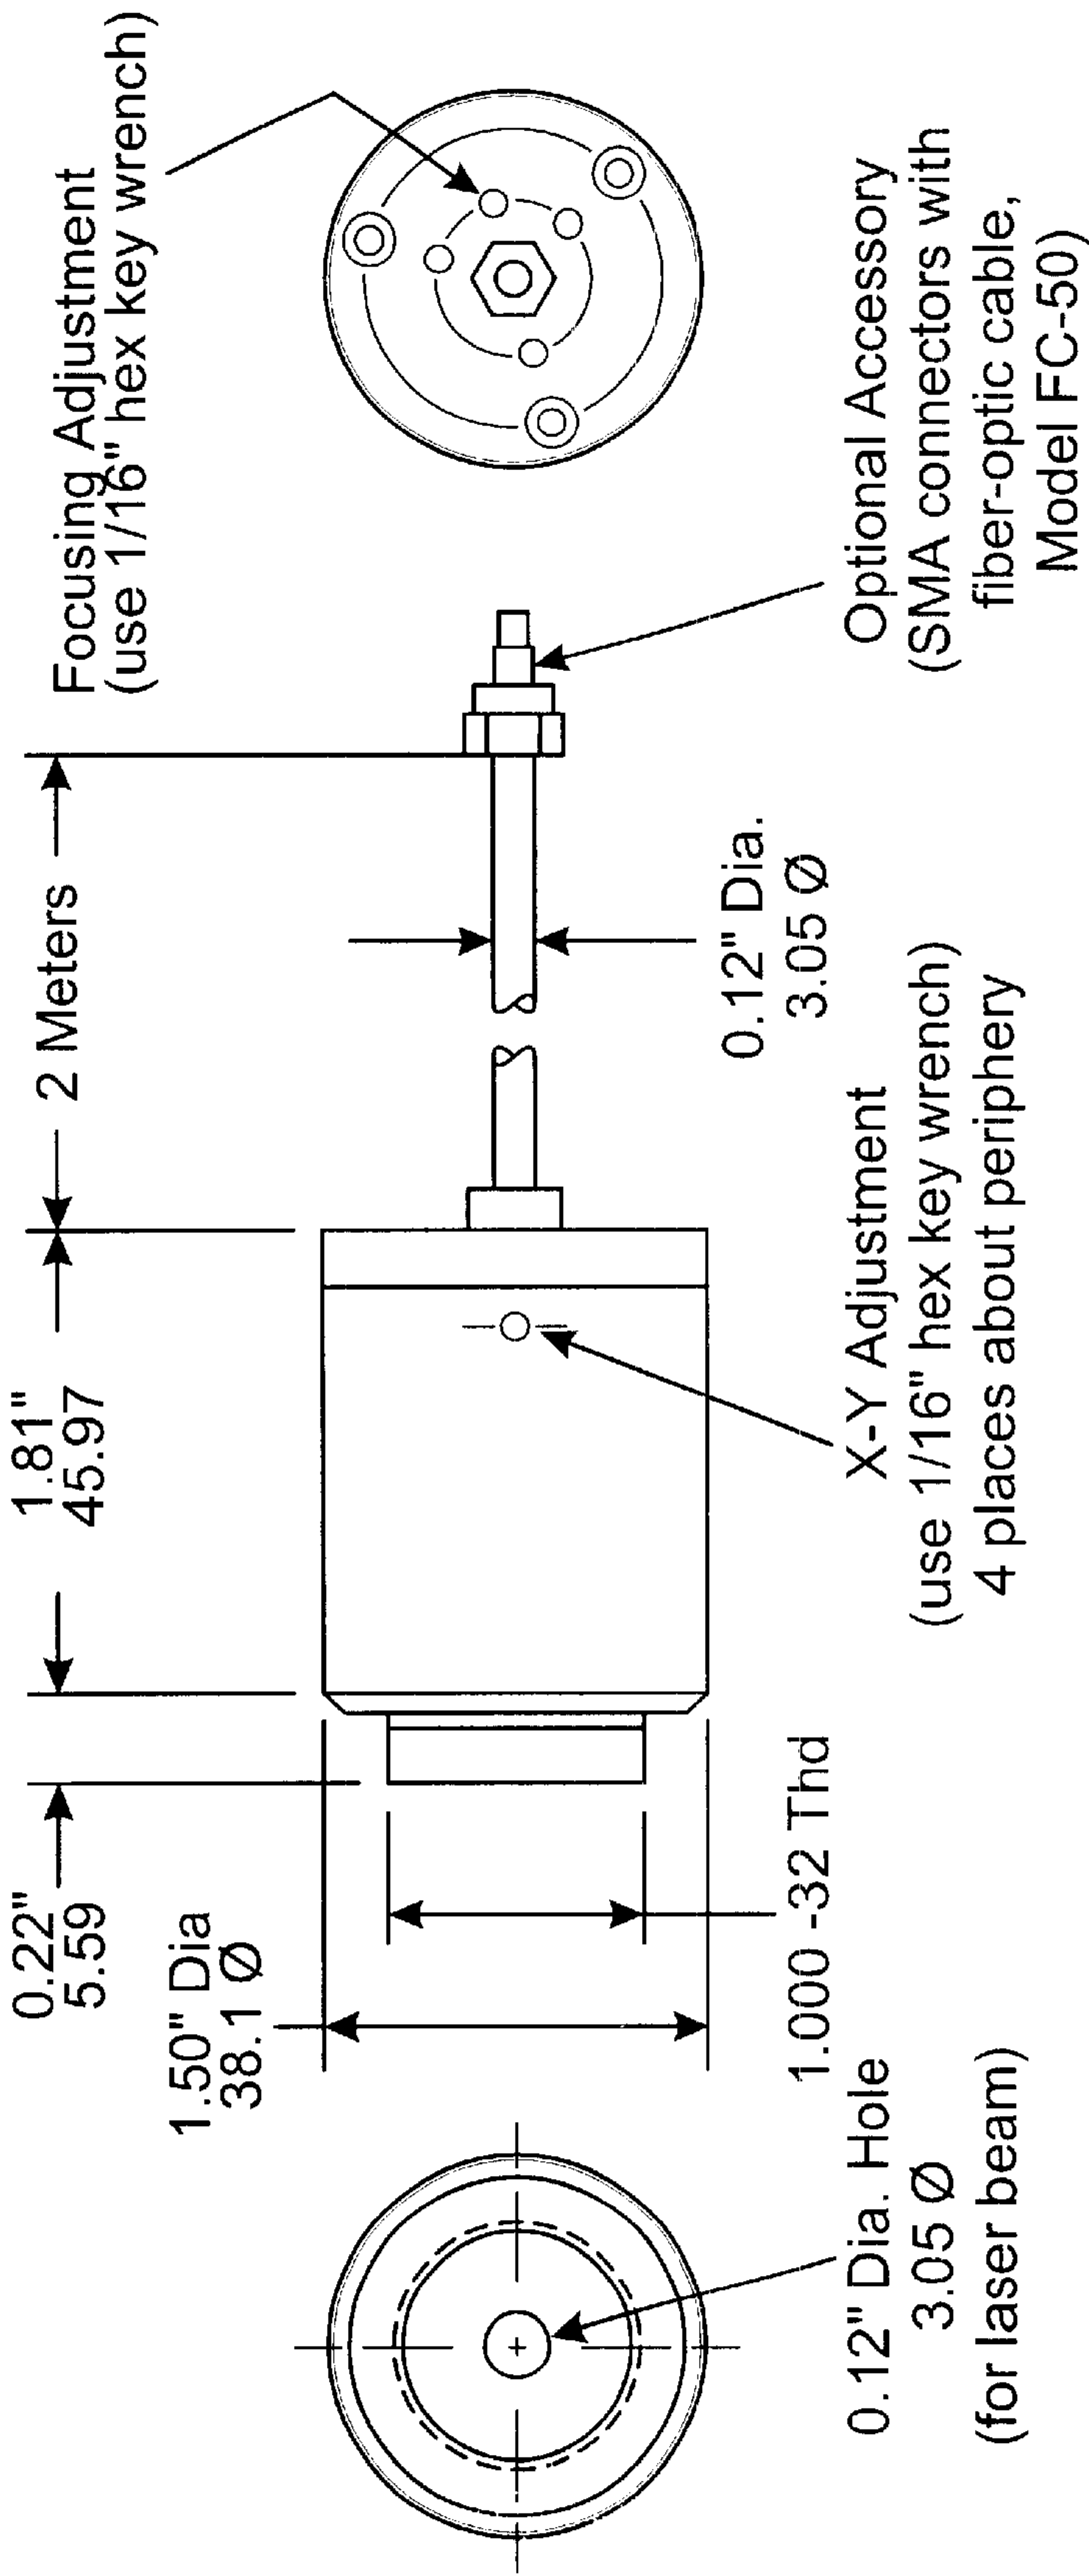 0.22"
5.59
1.81"
45.97
2 Meters
Focusing Adjustment
(use 1/16" hex key wrench)
1.50" Dia
38.1 Ø
1.000 -32 Thd
0.12" Dia.
3.05 Ø
0.12" Dia. Hole
3.05 Ø
(for laser beam)
X-Y Adjustment
(use 1/16" hex key wrench)
4 places about periphery
Optional Accessory
(SMA connectors with
fiber-optic cable,
Model FC-50)